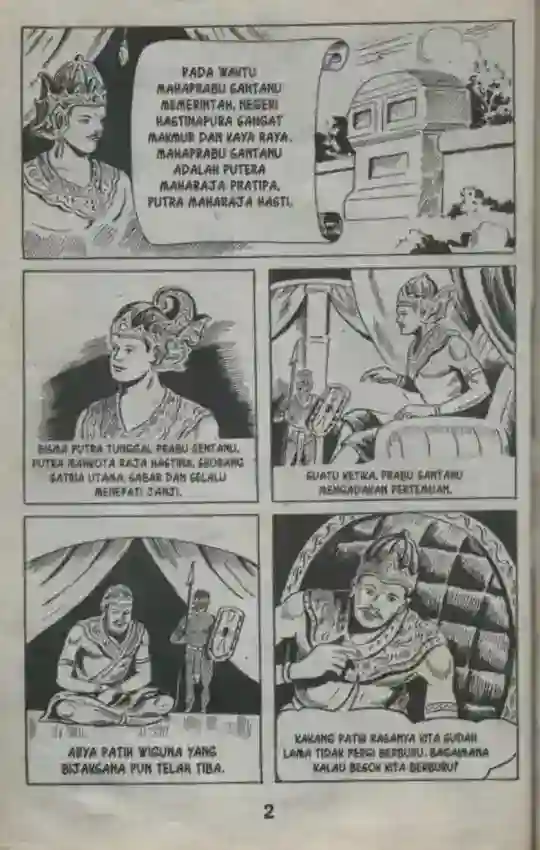 PADA WAKTU
MAHAPRABU SANTANU
MEMERINTAH, NEGERI
HASTINAPURA SANGAT
MAKMUR DAN KAYA RAYA.
MAHAPRABU SANTANU
ADALAH PUTERA
MAHARAJA PRATIPA,
PUTRA MAHARAJA HASTI.
BISMA PUTRA TUNGGAL PRABU SENTANU,
PUTRA MAHKOTA RAJA HASTINA, SEORANG
SATRIA UTAMA, SABAR DAN SELALU
MENEPATI JANJI.
SUATU KETIKA, PRABU SANTANU
MENGADAKAN PERTEMUAN.
ARYA PATIH WIGUNA YANG
BIJAKSANA PUN TELAH TIBA.
KAKANG PATIH RASANYA KITA SUDAH
LAMA TIDAK PERGI BERBURU. BAGAIMANA
KALAU BESOK KITA BERBURU?
2